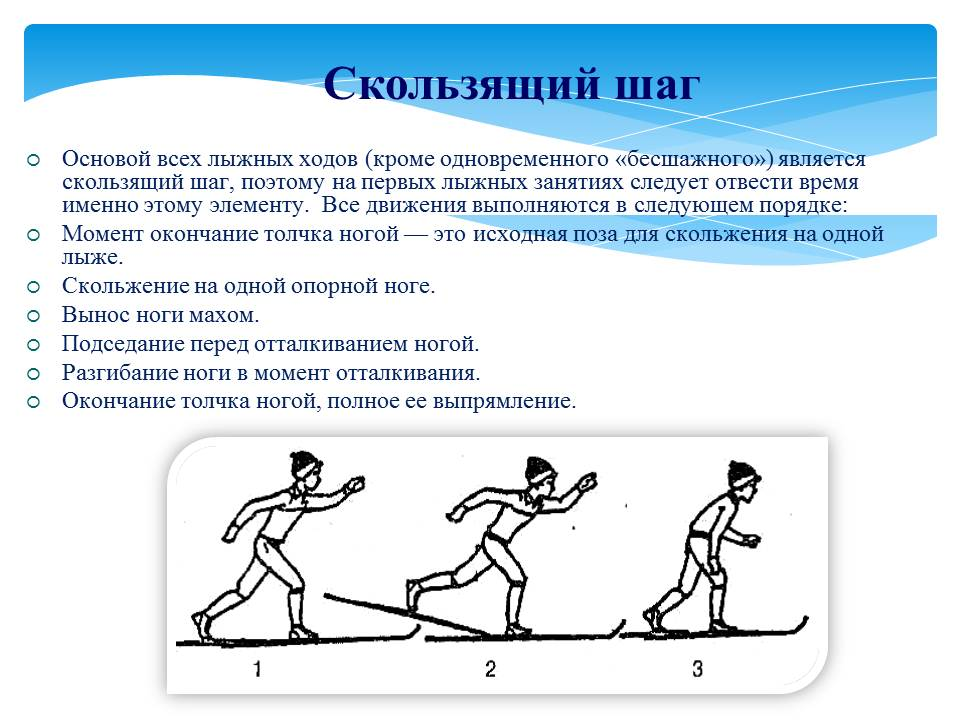 Скользящий шаг
Основой всех лыжных ходов (кроме одновременного «бесшажного») является
скользящий шаг, поэтому на первых лыжных занятиях следует отвести время
именно этому элементу.  Все движения выполняются в следующем порядке:
Момент окончание толчка ногой — это исходная поза для скольжения на одной
лыже.
Скольжение на одной опорной ноге.
Вынос ноги махом.
Подседание перед отталкиванием ногой.
Разгибание ноги в момент отталкивания.
Окончание толчка ногой, полное ее выпрямление.
1 2 3